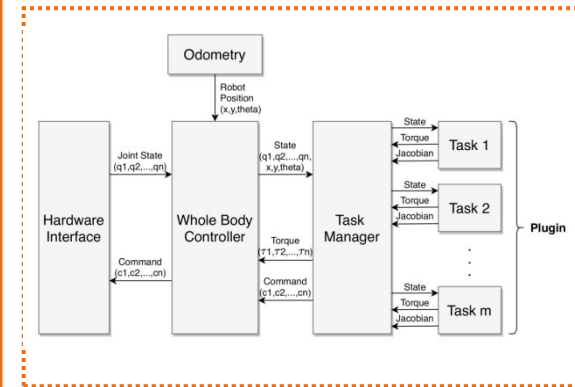 Odometry
Robot
Position
(x,y,theta)
Joint State
(q1,q2,...,qn)
State
(q1,q2,...,qn,
x,y,theta)
Hardware
Interface
Whole Body
Controller
Task
Manager
Command
(c1,c2,...,cn)
Torque
(τ1,τ2,...,τn)
Command
(c1,c2,...,cn)
State
Torque
Jacobian
Task 1
State
Torque
Jacobian
Task 2
State
Torque
Jacobian
Task m
Plugin